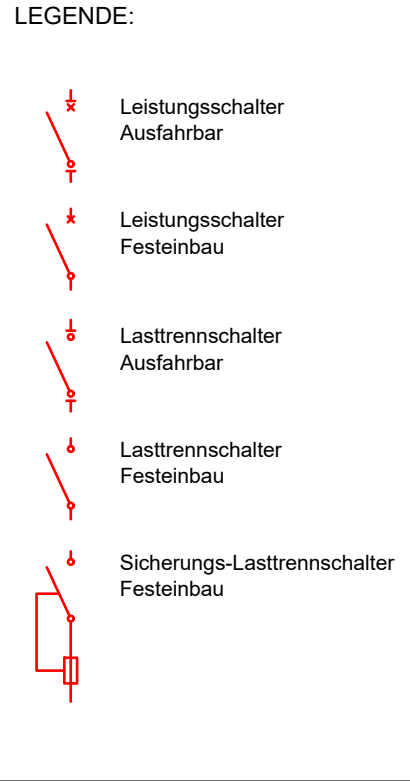 LEGENDE:
Leistungsschalter
Ausfahrbar
Leistungsschalter
Festeinbau
Lasttrennschalter
Ausfahrbar
Lasttrennschalter
Festeinbau
Sicherungs-Lasttrennschalter
Festeinbau